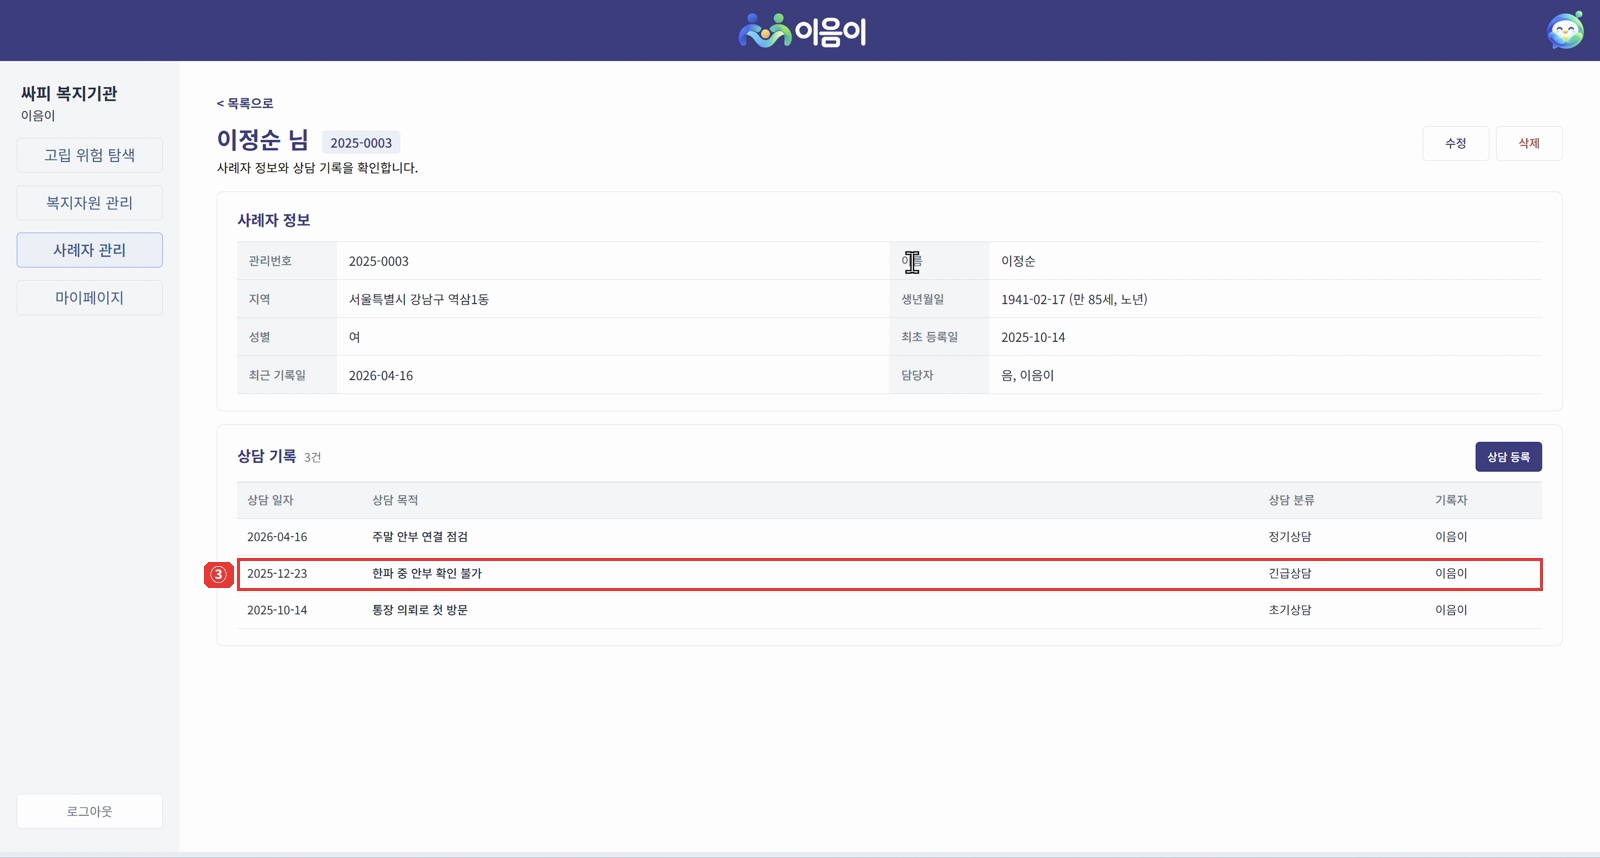 이음이
싸피 복지기관
이음이
고립 위험 탐색
복지자원 관리
사례자 관리
마이페이지
로그아웃
< 목록으로
이정순 님 2025-0003
사례자 정보와 상담 기록을 확인합니다.
수정 삭제
사례자 정보
관리번호 2025-0003 이름 이정순
지역 서울특별시 강남구 역삼1동 생년월일 1941-02-17 (만 85세, 노년)
성별 여 최초 등록일 2025-10-14
최근 기록일 2026-04-16 담당자 음, 이음이
상담 기록 3건 상담 등록
상담 일자 상담 목적 상담 분류 기록자
2026-04-16 주말 안부 연결 점검 정기상담 이음이
③ 2025-12-23 한파 중 안부 확인 불가 긴급상담 이음이
2025-10-14 통장 의뢰로 첫 방문 초기상담 이음이